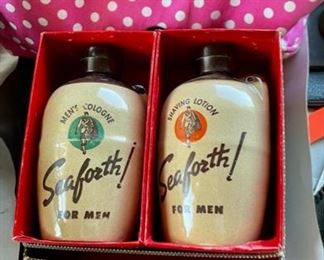 MEN'S COLOGNE
Seaforth!
FOR MEN
SHAVING LOTION
Seaforth!
FOR MEN